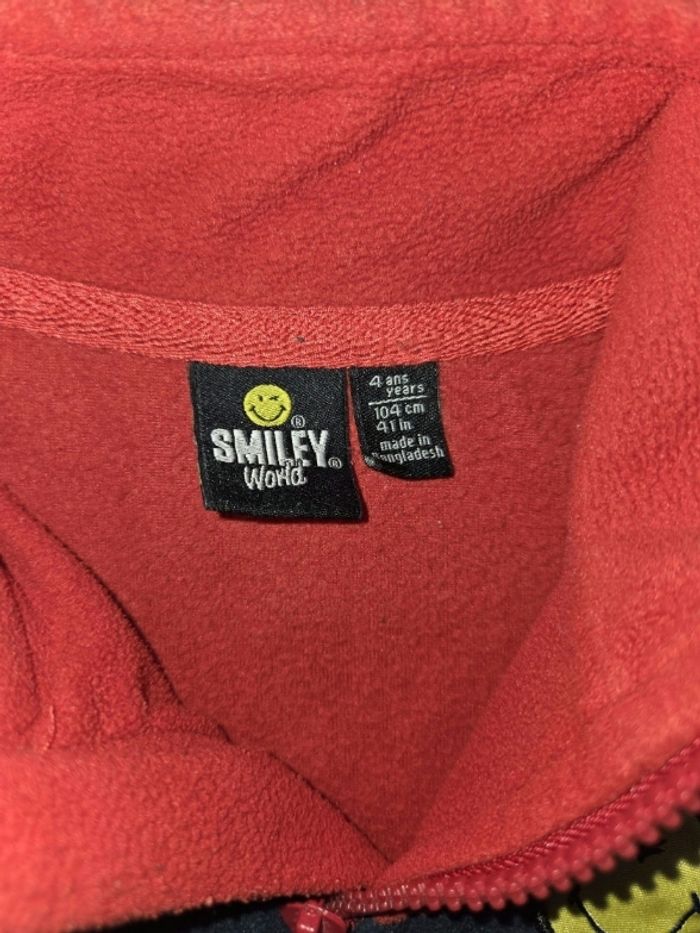 ®
SMILEY
World®
4 ans
years
104 cm
41 in
made in
Bangladesh